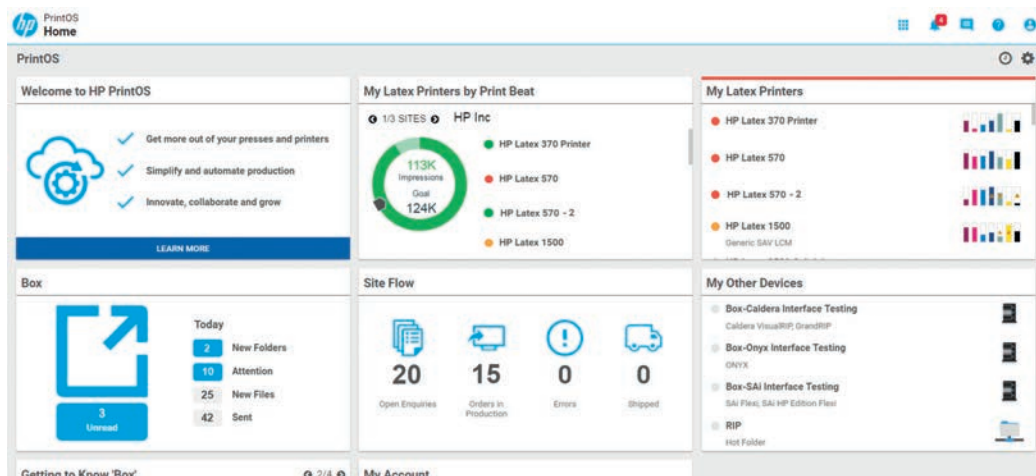 hp
PrintOS
Home
4
PrintOS
Welcome to HP PrintOS
Get more out of your presses and printers
Simplify and automate production
Innovate, collaborate and grow
LEARN MORE
My Latex Printers by Print Beat
1/3 SITES HP Inc
113K
Impressions
Goal
124K
HP Latex 370 Printer
HP Latex 570
HP Latex 570 - 2
HP Latex 1500
My Latex Printers
HP Latex 370 Printer
HP Latex 570
HP Latex 570 - 2
HP Latex 1500
Generic SAV LCM
Box
3
Unread
Today
2 New Folders
10 Attention
25 New Files
42 Sent
Site Flow
20
Open Enquiries
15
Orders in
Production
0
Errors
0
Shipped
My Other Devices
Box-Caldera Interface Testing
Caldera VisualRIP, GrandRIP
Box-Onyx Interface Testing
ONYX
Box-SAi Interface Testing
SAi Flexi, SAi HP Edition Flexi
RIP
Hot Folder
Getting to Know 'Box' 2/4
My Account